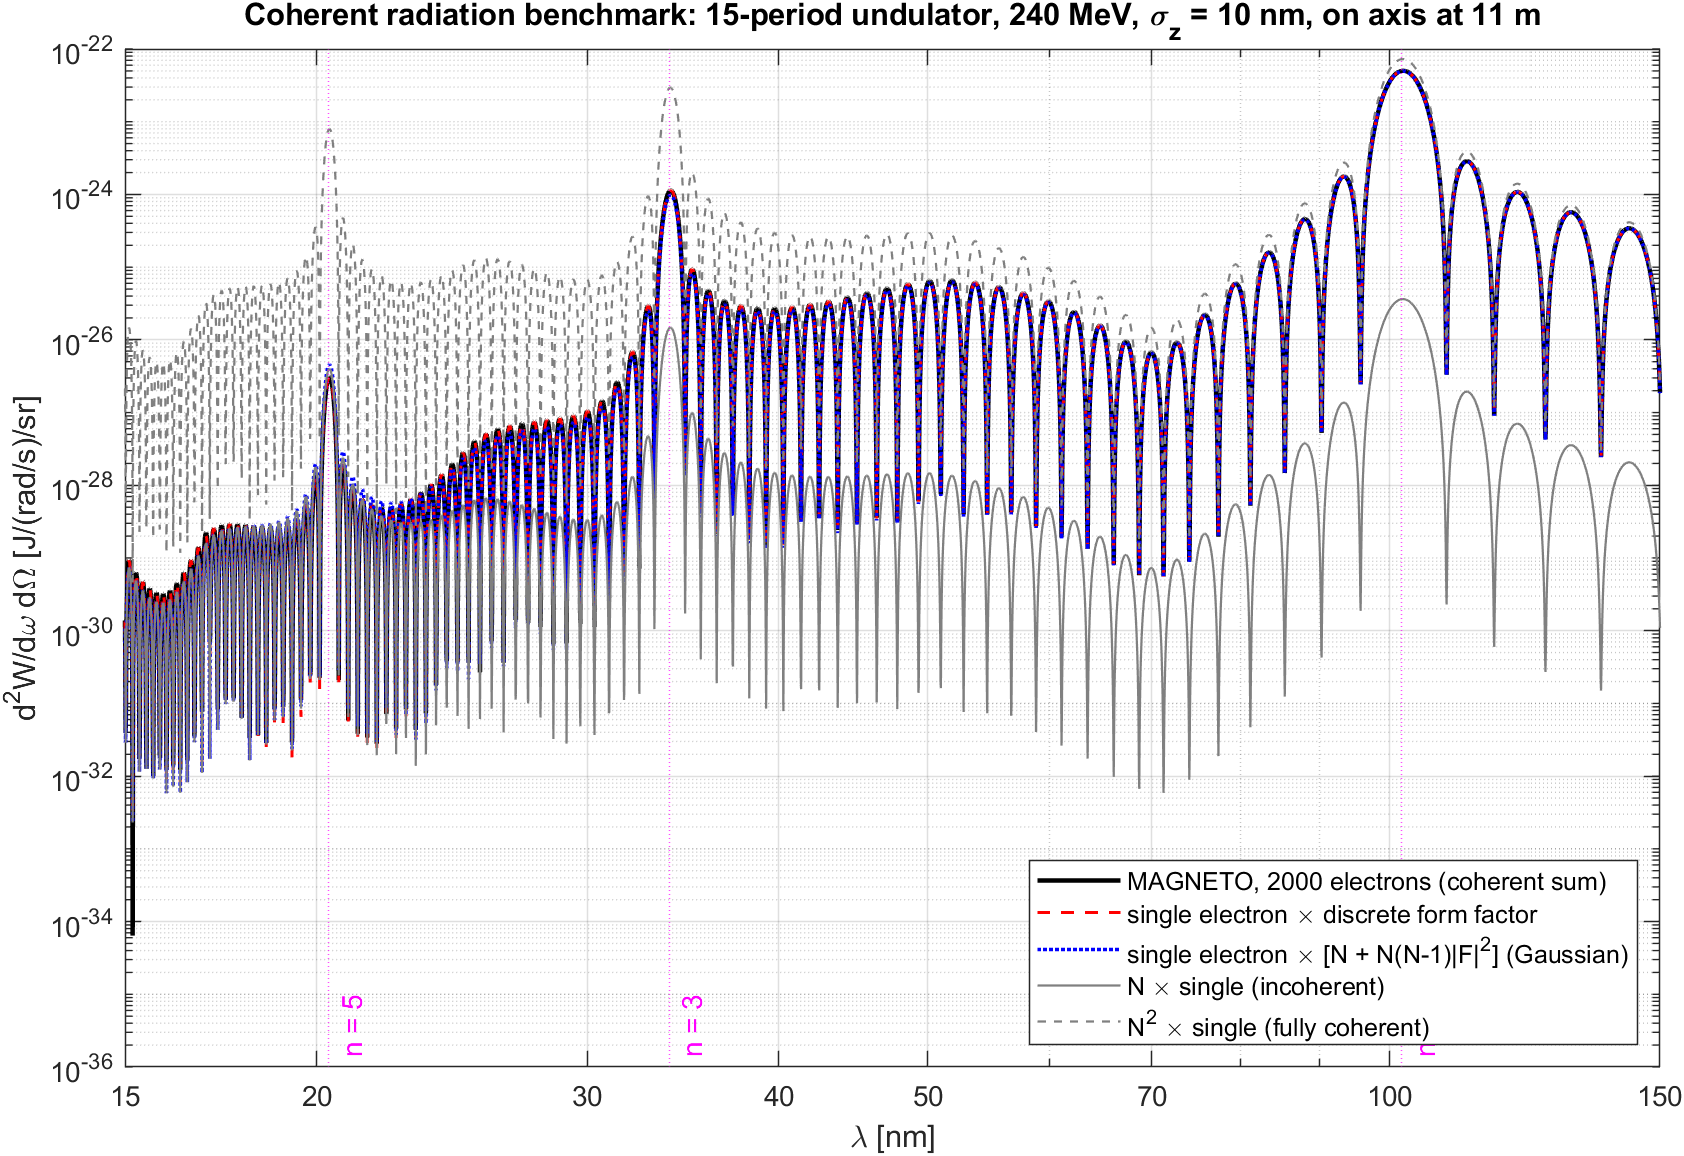 Coherent radiation benchmark: 15-period undulator, 240 MeV, σ_z = 10 nm, on axis at 11 m
10^-22
10^-24
10^-26
10^-28
10^-30
10^-32
10^-34
10^-36
d²W/dω dΩ [J/(rad/s)/sr]
n = 5
n = 3
MAGNETO, 2000 electrons (coherent sum)
single electron × discrete form factor
single electron × [N + N(N-1)|F|²] (Gaussian)
N × single (incoherent)
N² × single (fully coherent)
15
20
30
40
50
70
100
150
λ [nm]